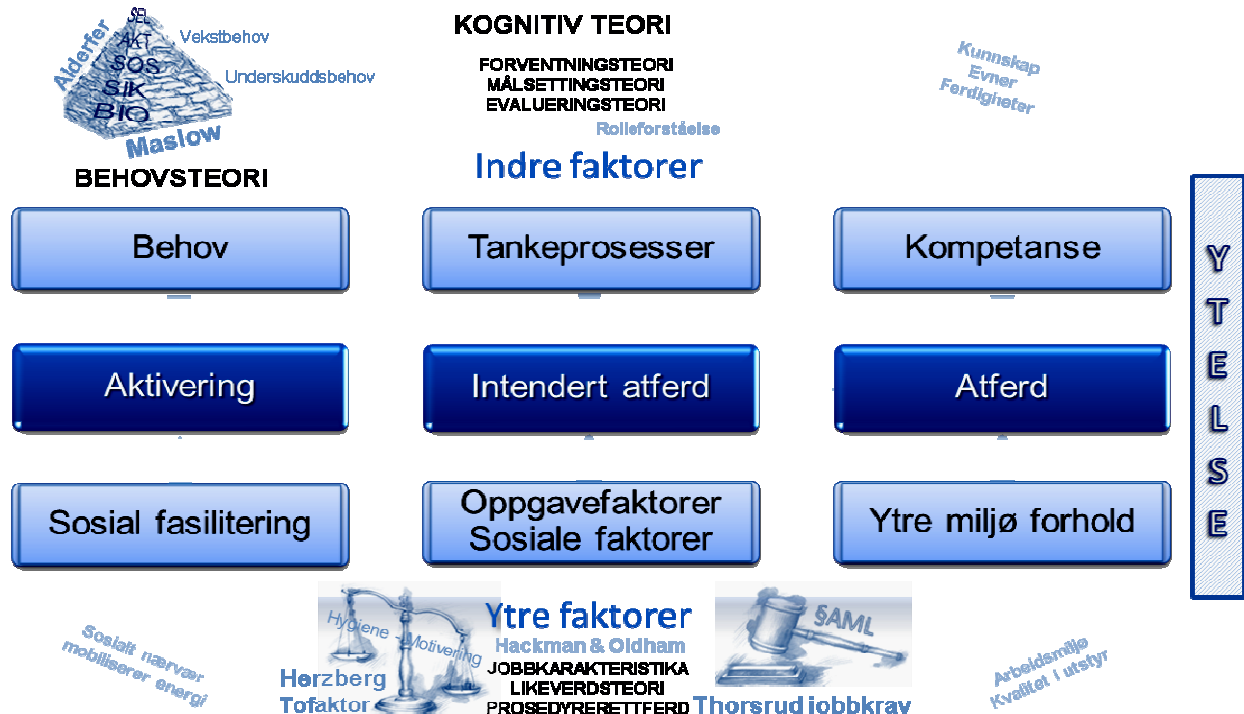 SEL
AKT
SOS
SIK
BIO
Alderfer
Maslow
Vekstbehov
Underskuddsbehov
BEHOVSTEORI
KOGNITIV TEORI
FORVENTNINGSTEORI
MÅLSETTINGSTEORI
EVALUERINGSTEORI
Rolleforståelse
Indre faktorer
Kunnskap
Evner
Ferdigheter
Behov
Tankeprosesser
Kompetanse
Aktivering
Intendert atferd
Atferd
Sosial fasilitering
Oppgavefaktorer
Sosiale faktorer
Ytre miljø forhold
YTELSE
Sosialt nærvær
mobiliserer energi
Hygiene - Motivering
Herzberg
Tofaktor
Ytre faktorer
Hackman & Oldham
JOBBKARAKTERISTIKA
LIKEVERDSTEORI
PROSEDYRERETTFERD
§AML
Thorsrud jobbkrav
Arbeidsmiljø
Kvalitet i utstyr